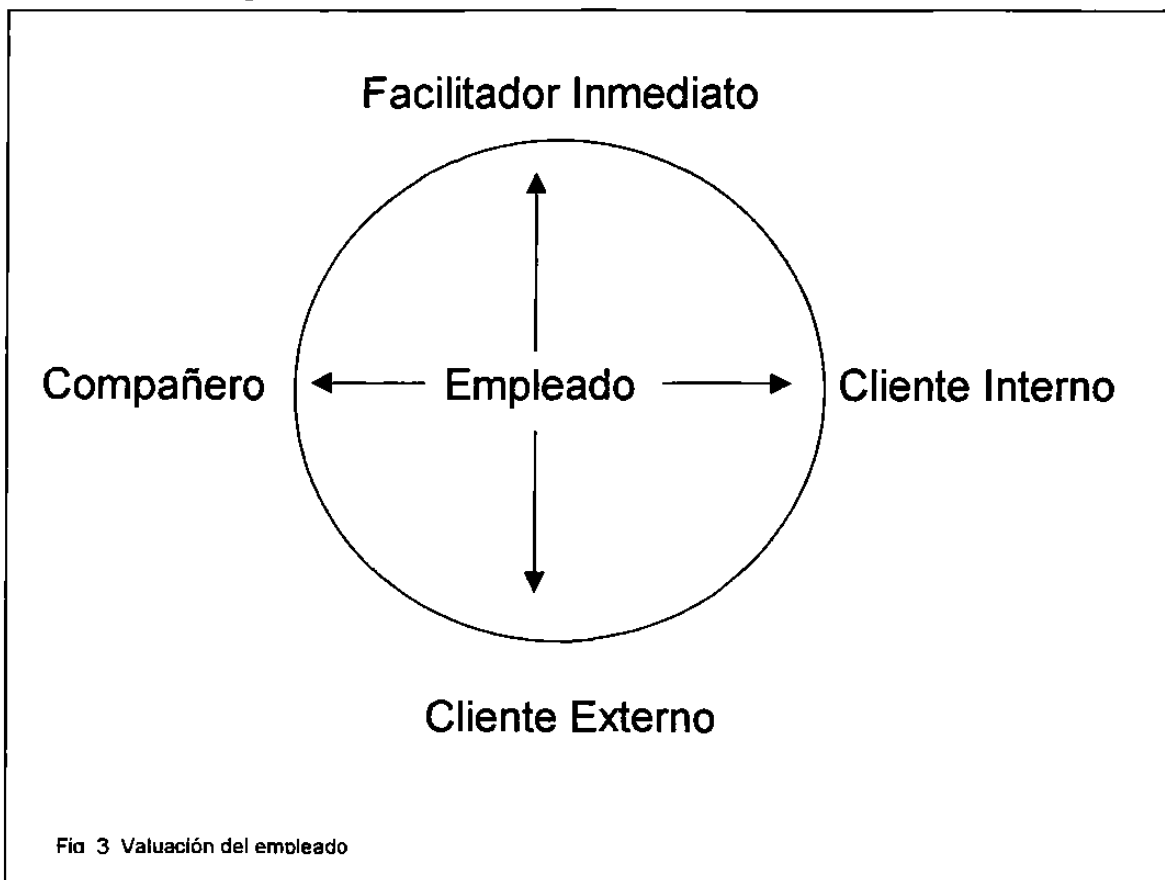 Facilitador Inmediato
Compañero Empleado Cliente Interno
Cliente Externo
Fig 3 Valuación del empleado